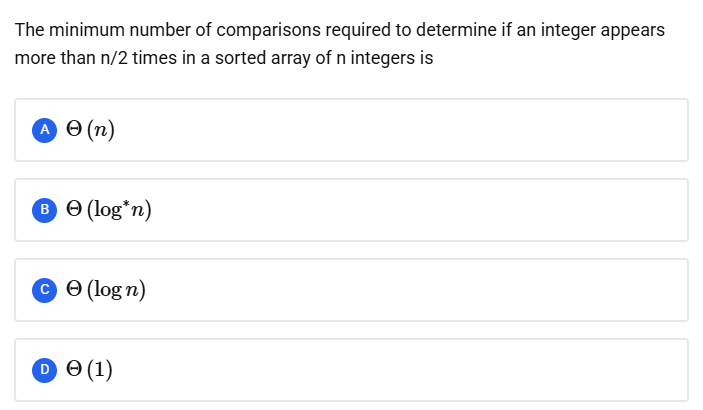 The minimum number of comparisons required to determine if an integer appears
more than n/2 times in a sorted array of n integers is
A Θ (n)
B Θ (log*n)
C Θ (log n)
D Θ (1)